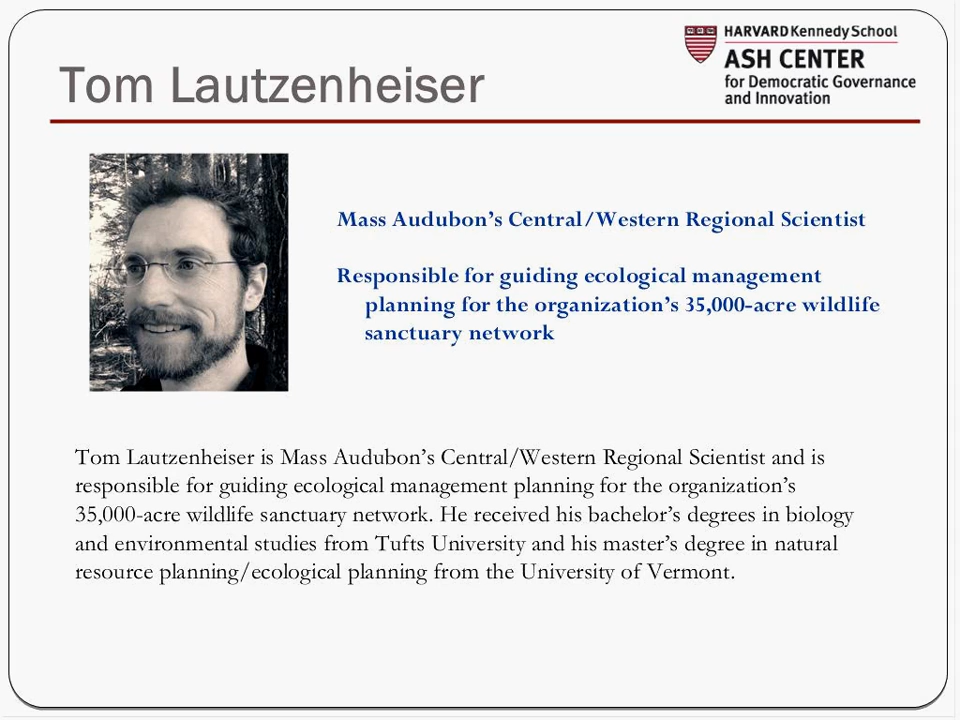 Tom Lautzenheiser
HARVARD Kennedy School
ASH CENTER
for Democratic Governance
and Innovation
Mass Audubon’s Central/Western Regional Scientist
Responsible for guiding ecological management
planning for the organization’s 35,000-acre wildlife
sanctuary network
Tom Lautzenheiser is Mass Audubon’s Central/Western Regional Scientist and is
responsible for guiding ecological management planning for the organization’s
35,000-acre wildlife sanctuary network. He received his bachelor’s degrees in biology
and environmental studies from Tufts University and his master’s degree in natural
resource planning/ecological planning from the University of Vermont.